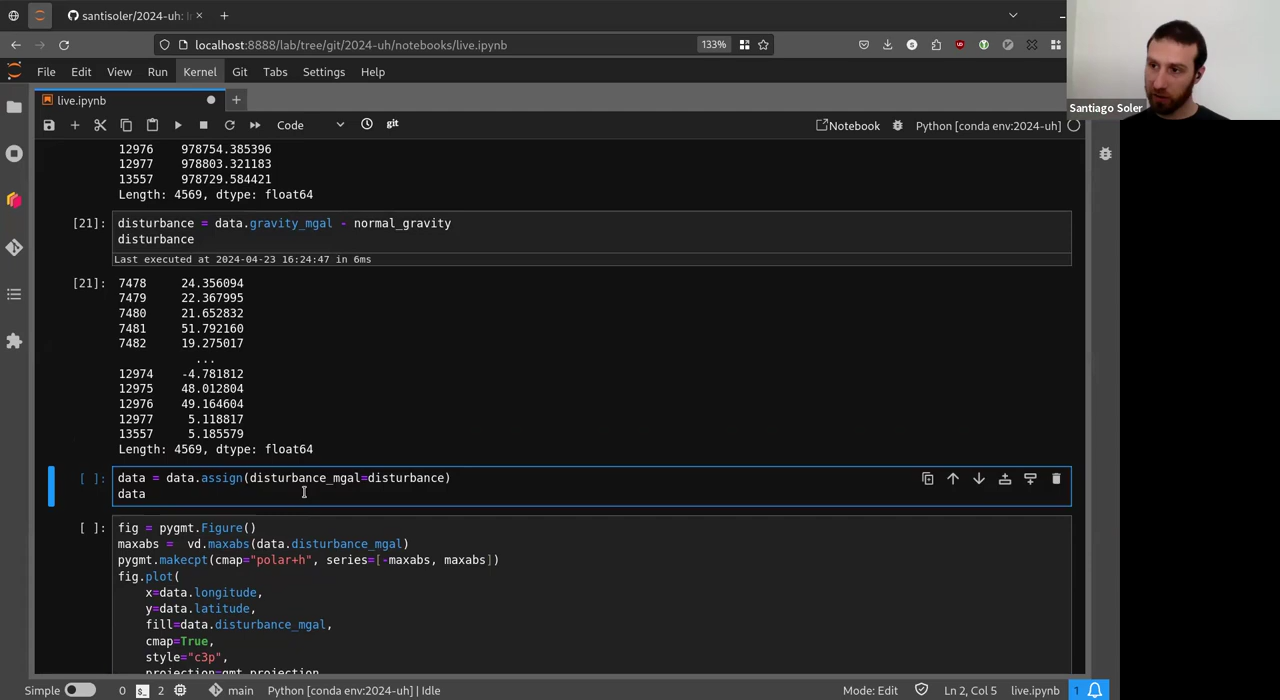 santisoler/2024-uh: l
localhost:8888/lab/tree/git/2024-uh/notebooks/live.ipynb
133%
File Edit View Run Kernel Git Tabs Settings Help
Santiago Soler
live.ipynb
Code
git
Notebook
Python [conda env:2024-uh]
12976 978754.385396
12977 978803.321183
13557 978729.584421
Length: 4569, dtype: float64
[21]: disturbance = data.gravity_mgal - normal_gravity
disturbance
Last executed at 2024-04-23 16:24:47 in 6ms
[21]: 7478 24.356094
7479 22.367995
7480 21.652832
7481 51.792160
7482 19.275017
...
12974 -4.781812
12975 48.012804
12976 49.164604
12977 5.118817
13557 5.185579
Length: 4569, dtype: float64
[ ]: data = data.assign(disturbance_mgal=disturbance)
data
[ ]: fig = pygmt.Figure()
maxabs =  vd.maxabs(data.disturbance_mgal)
pygmt.makecpt(cmap="polar+h", series=[-maxabs, maxabs])
fig.plot(
x=data.longitude,
y=data.latitude,
fill=data.disturbance_mgal,
cmap=True,
style="c3p",
projection=gmt_projection,
Simple 0 2 main Python [conda env:2024-uh] | Idle Mode: Edit Ln 2, Col 5 live.ipynb 1